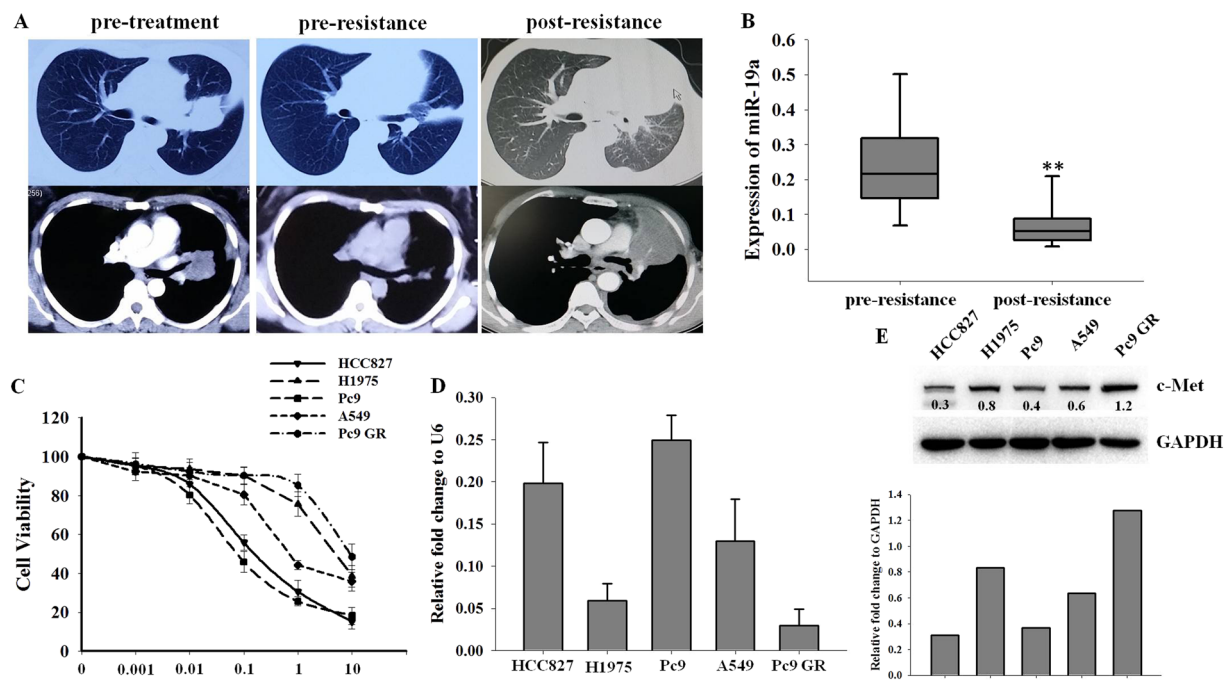 A
pre-treatment
pre-resistance
post-resistance
256)
B
Expression of miR-19a
0.6
0.5
0.4
0.3
0.2
0.1
0.0
**
pre-resistance
post-resistance
C
HCC827
H1975
Pc9
A549
Pc9 GR
Cell Viability
120
100
80
60
40
20
0
0 0.001 0.01 0.1 1 10
D
Relative fold change to U6
0.30
0.25
0.20
0.15
0.10
0.05
0.00
HCC827 H1975 Pc9 A549 Pc9 GR
E
HCC827 H1975 Pc9 A549 Pc9 GR
c-Met
0.3 0.8 0.4 0.6 1.2
GAPDH
Relative fold change to GAPDH
1.4
1.2
1.0
0.8
0.6
0.4
0.2
0.0